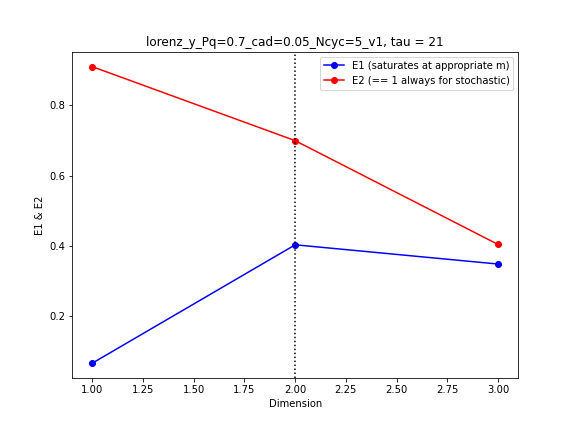 lorenz_y_Pq=0.7_cad=0.05_Ncyc=5_v1, tau = 21
E1 (saturates at appropriate m)
E2 (== 1 always for stochastic)
E1 & E2
0.8
0.6
0.4
0.2
1.00 1.25 1.50 1.75 2.00 2.25 2.50 2.75 3.00
Dimension